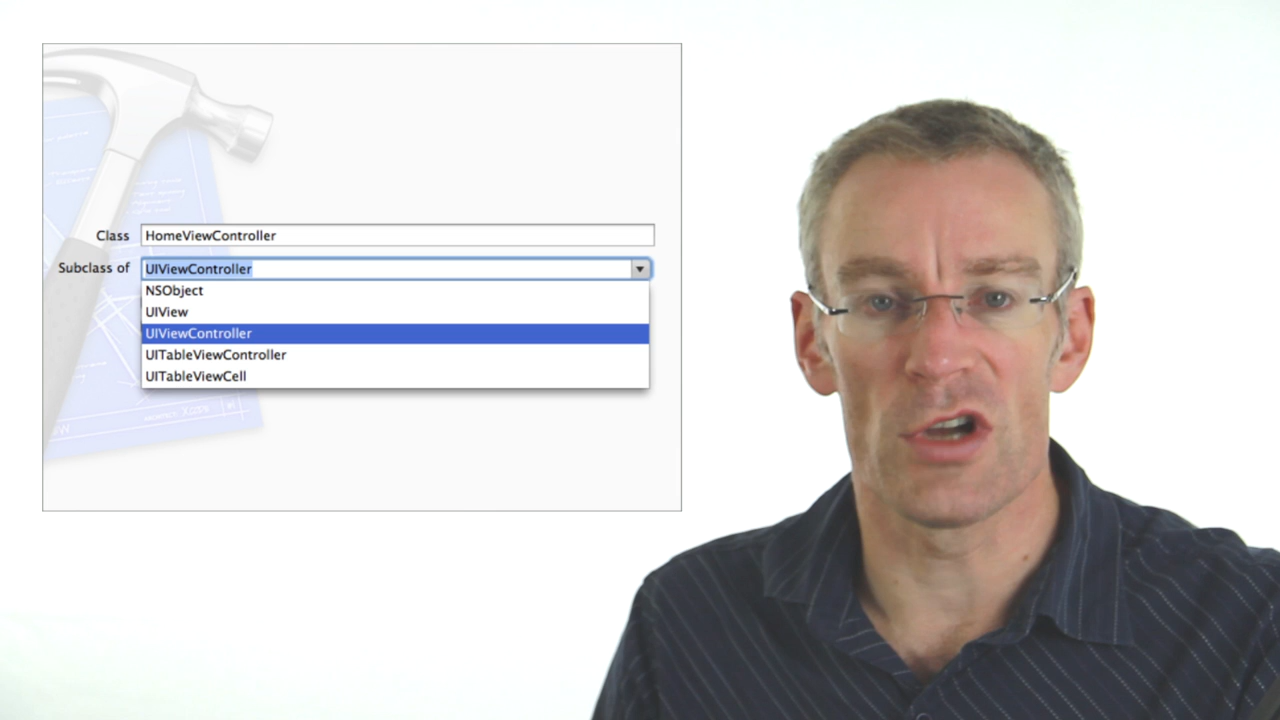 Class HomeViewController
Subclass of UIViewController
NSObject
UIView
UIViewController
UITableViewController
UITableViewCell